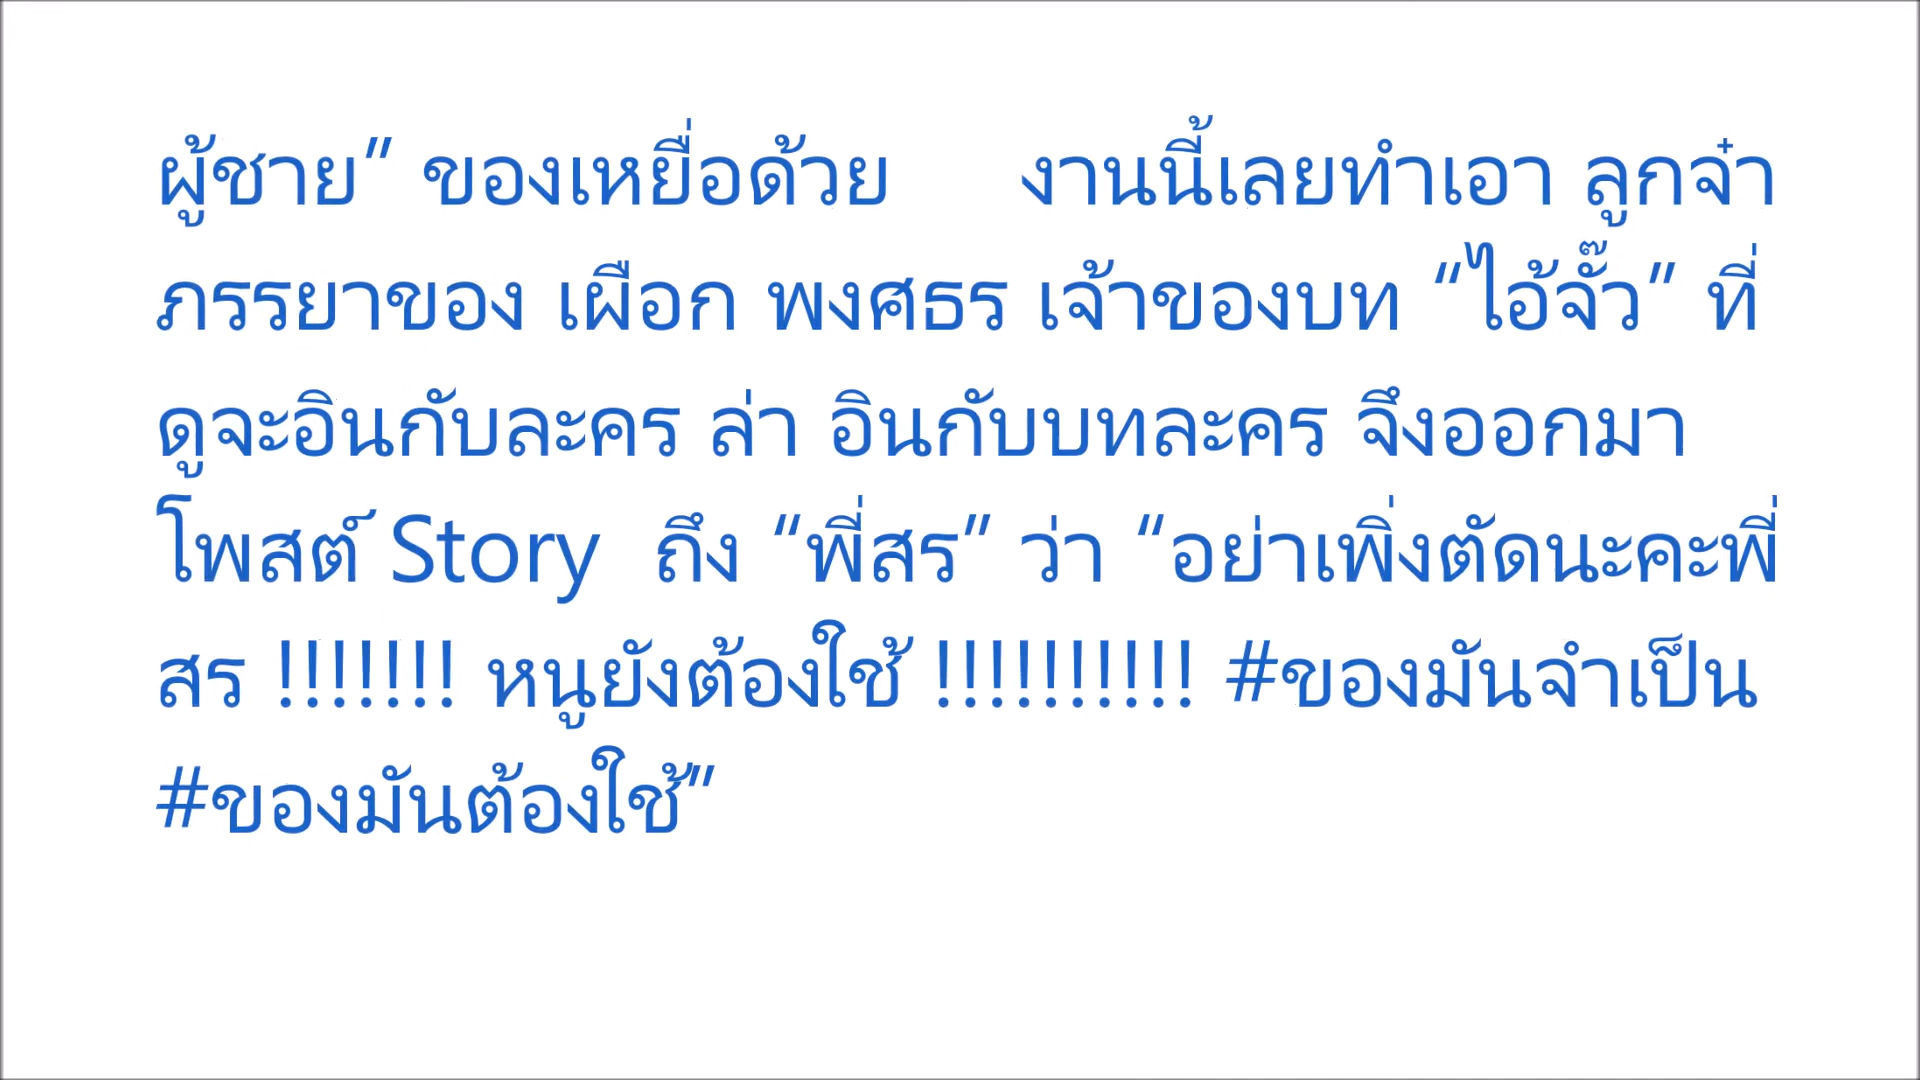 ผู้ชาย” ของเหยื่อด้วย งานนี้เลยทำเอา ลูกจ๋า
ภรรยาของ เผือก พงศธร เจ้าของบท “ไอ้จั๊ว” ที่
ดูจะอินกับละคร ล่า อินกับบทละคร จึงออกมา
โพสต์ Story ถึง “พี่สร” ว่า “อย่าเพิ่งตัดนะคะพี่
สร !!!!!!! หนูยังต้องใช้ !!!!!!!!!! #ของมันจำเป็น
#ของมันต้องใช้”